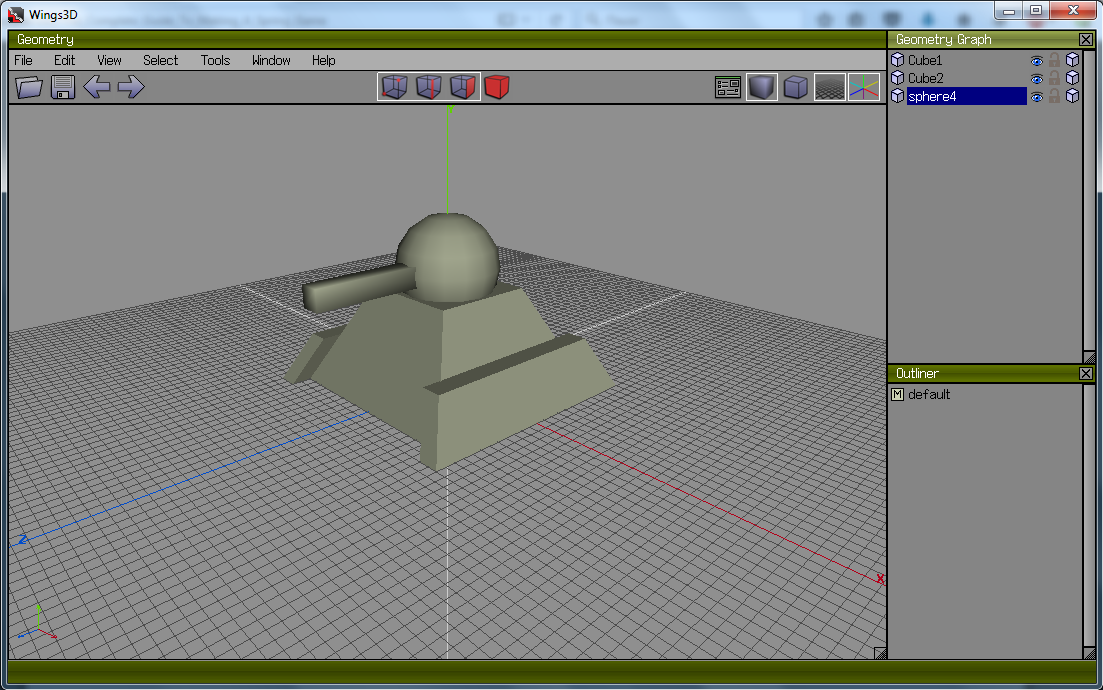 Wings3D
Geometry
File Edit View Select Tools Window Help
Y
Z
X
Geometry Graph
Cube1
Cube2
sphere4
Outliner
M default